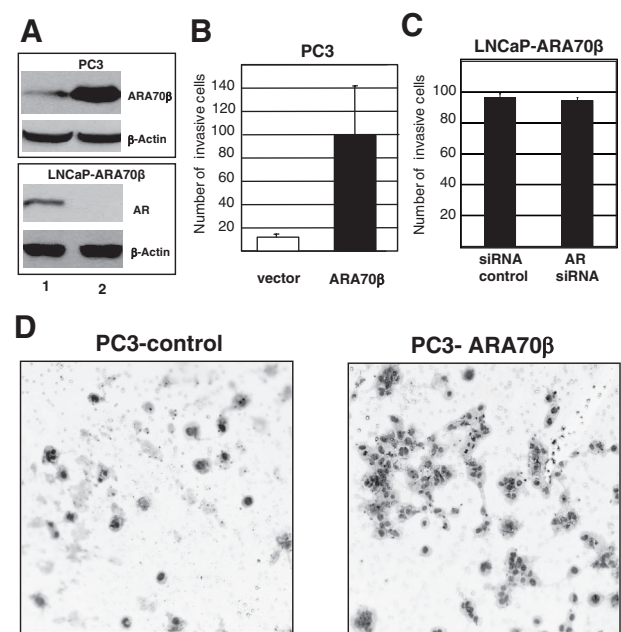 A
PC3
ARA70β
β-Actin
LNCaP-ARA70β
AR
β-Actin
1 2
B
PC3
Number of invasive cells
140
120
100
80
60
40
20
vector ARA70β
C
LNCaP-ARA70β
Number of invasive cells
100
80
60
40
20
siRNA control
AR siRNA
D
PC3-control
PC3- ARA70β